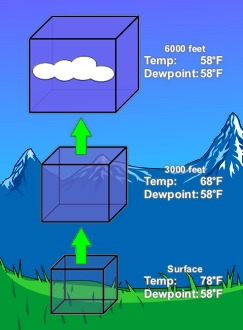 6000 feet
Temp: 58°F
Dewpoint: 58°F
3000 feet
Temp: 68°F
Dewpoint: 58°F
Surface
Temp: 78°F
Dewpoint: 58°F